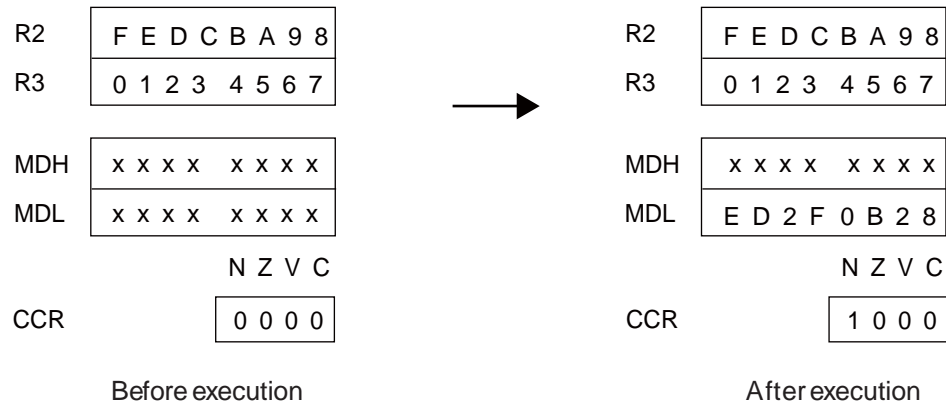 R2 F E D C B A 9 8 R2 F E D C B A 9 8
R3 0 1 2 3 4 5 6 7 R3 0 1 2 3 4 5 6 7
MDH x x x x x x x x MDH x x x x x x x x
MDL x x x x x x x x MDL E D 2 F 0 B 2 8
N Z V C N Z V C
CCR 0 0 0 0 CCR 1 0 0 0
Before execution After execution